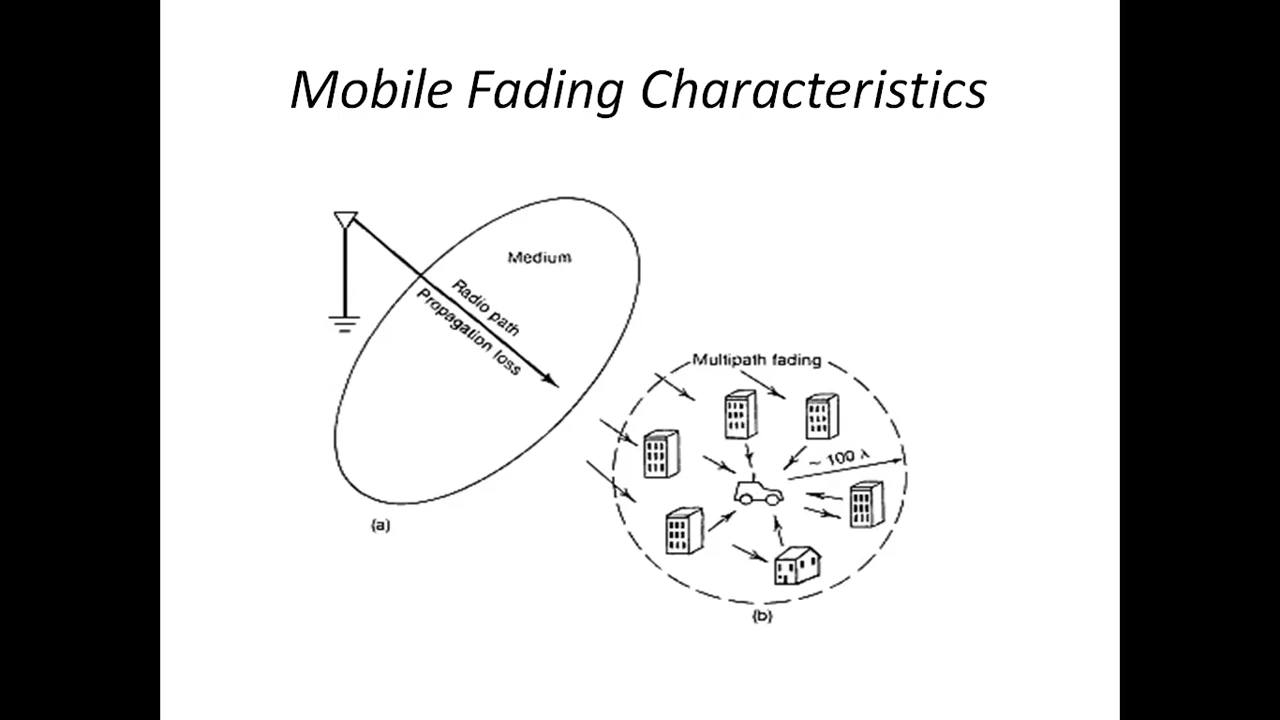 Mobile Fading Characteristics
Medium
Radio path
Propagation loss
(a)
Multipath fading
~ 100 λ
(b)